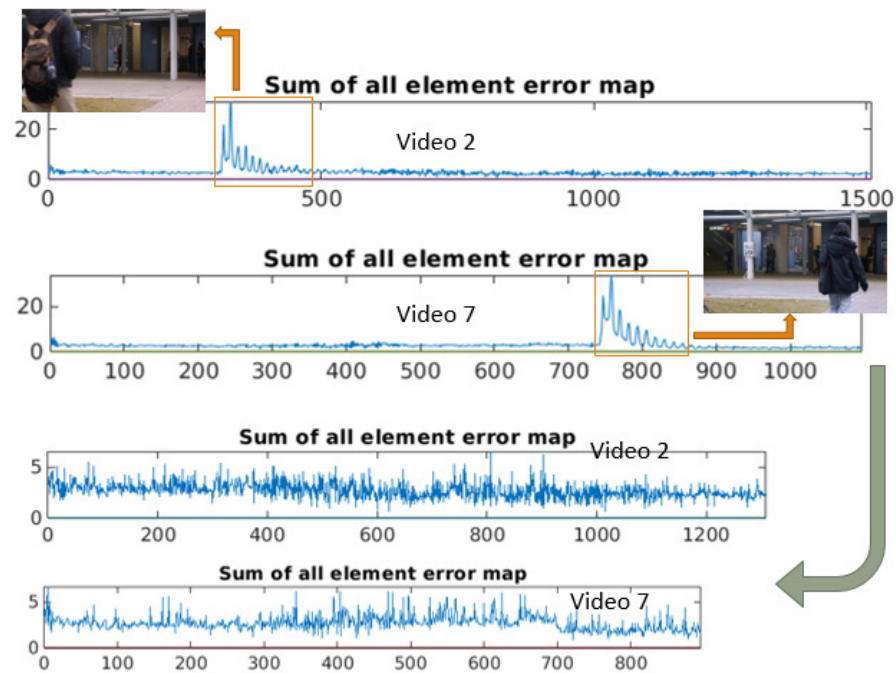 Sum of all element error map
20
Video 2
0
0
500
1000
1500
Sum of all element error map
20
Video 7
0
0 100 200 300 400 500 600 700 800 900 1000
Sum of all element error map
Video 2
5
0
0 200 400 600 800 1000 1200
Sum of all element error map
5
Video 7
0
0 100 200 300 400 500 600 700 800